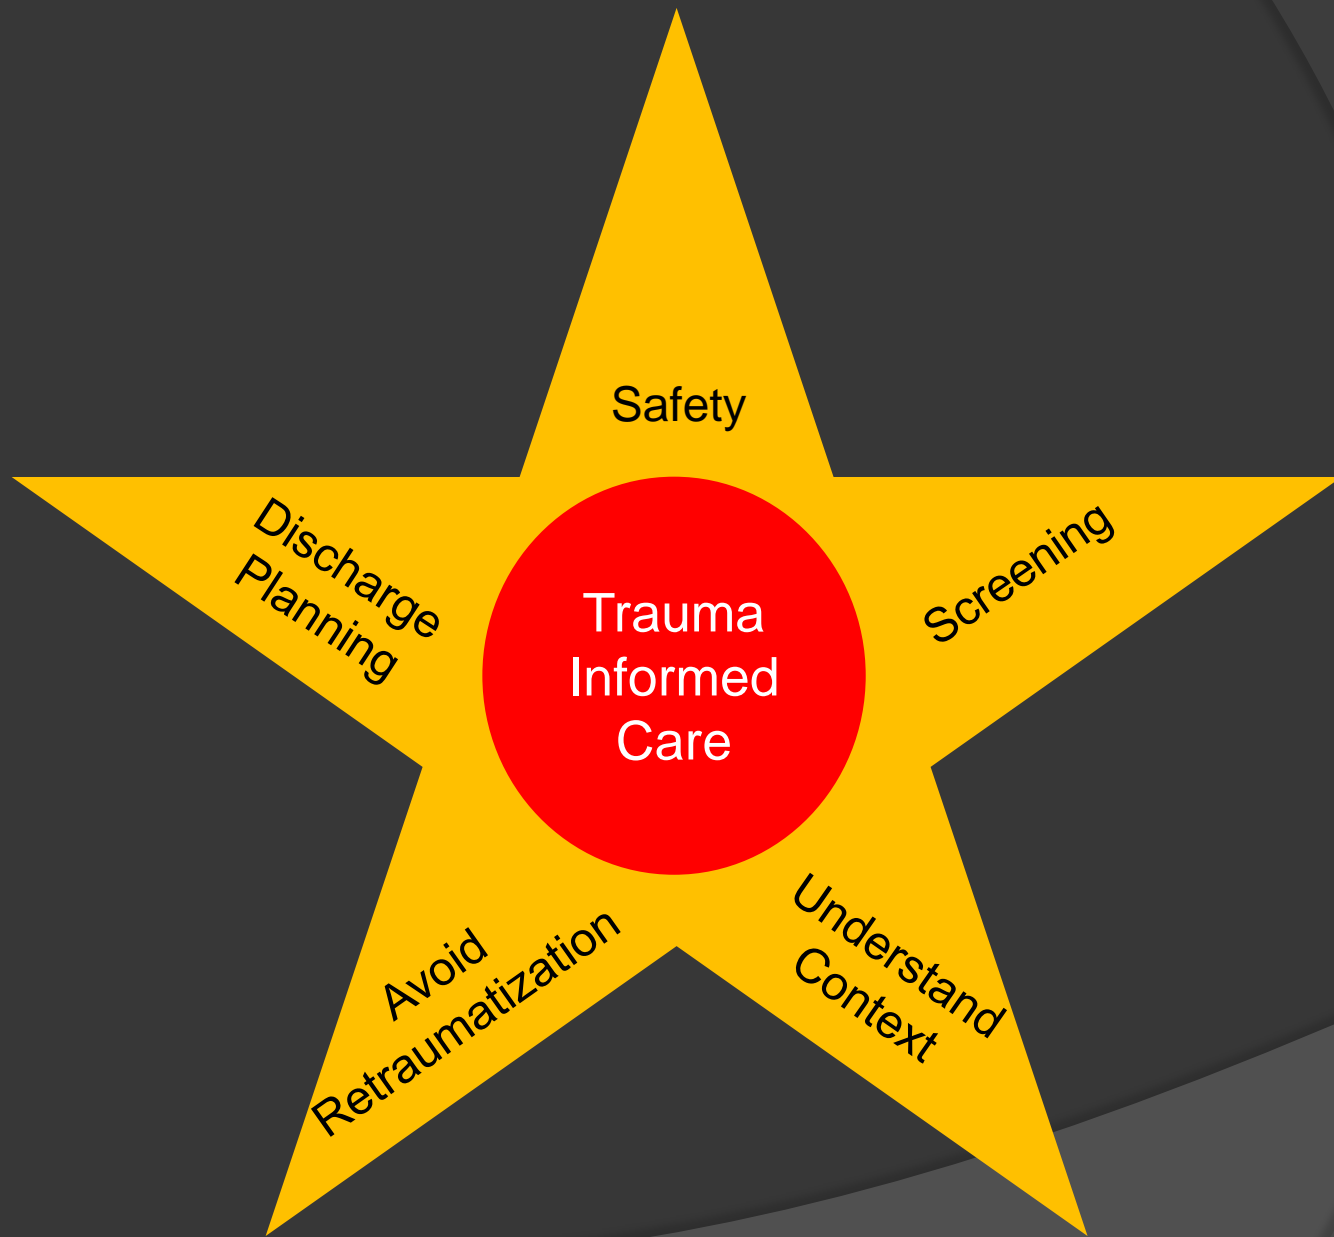 Safety
Discharge
Planning
Screening
Trauma
Informed
Care
Avoid
Retraumatization
Understand
Context